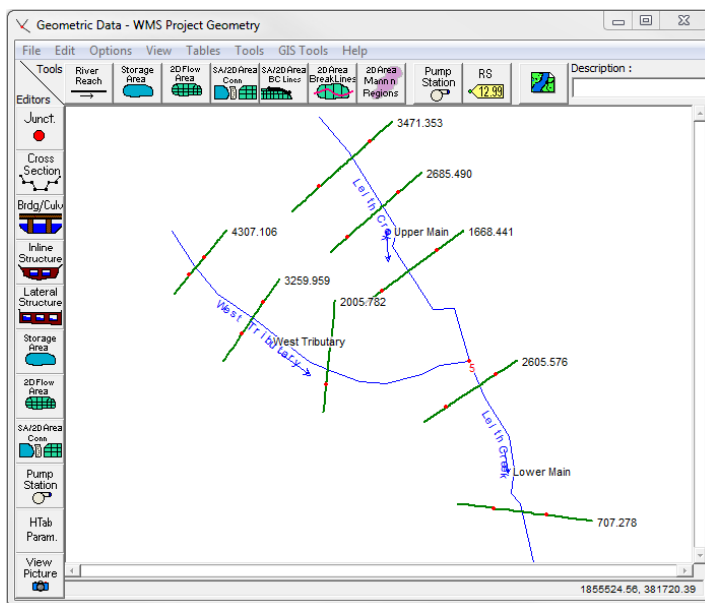 Geometric Data - WMS Project Geometry
File Edit Options View Tables Tools GIS Tools Help
Tools
Editors
River
Reach
Storage
Area
2D Flow
Area
SA/2D Area
Conn
SA/2D Area
BC Lines
2D Area
BreakLines
2D Area
Mann n
Regions
Pump
Station
RS
12.99
Description :
Junct.
Cross
Section
Brdg/Culv
Inline
Structure
Lateral
Structure
Storage
Area
2D Flow
Area
SA/2D Area
Conn
Pump
Station
HTab
Param.
View
Picture
3471.353
2685.490
Leith Creek
Upper Main
1668.441
4307.106
3259.959
2005.782
West Tributary
West Tributary
5
2605.576
Leith Creek
Lower Main
707.278
1855524.56, 381720.39